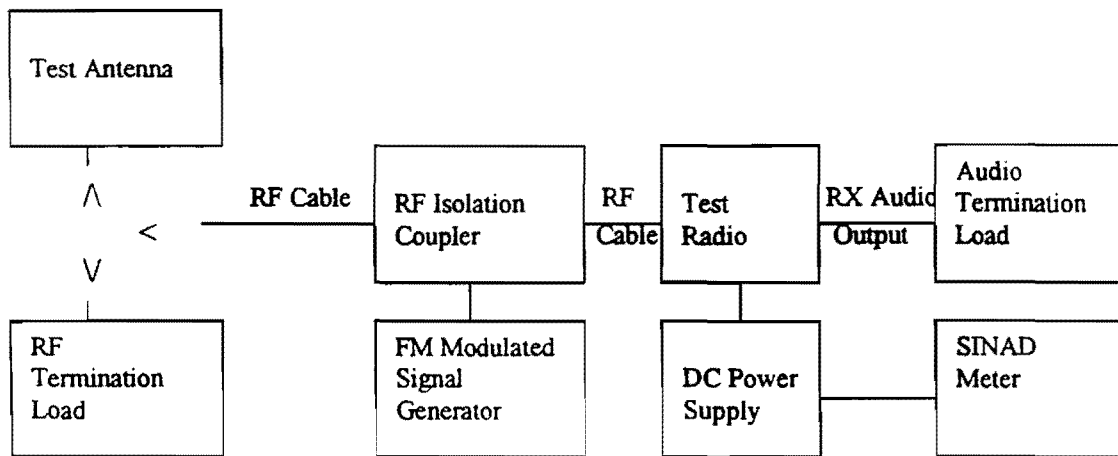 Test Antenna
RF Cable
RF Isolation
Coupler
RF
Cable
Test
Radio
RX Audio
Output
Audio
Termination
Load
RF
Termination
Load
FM Modulated
Signal
Generator
DC Power
Supply
SINAD
Meter